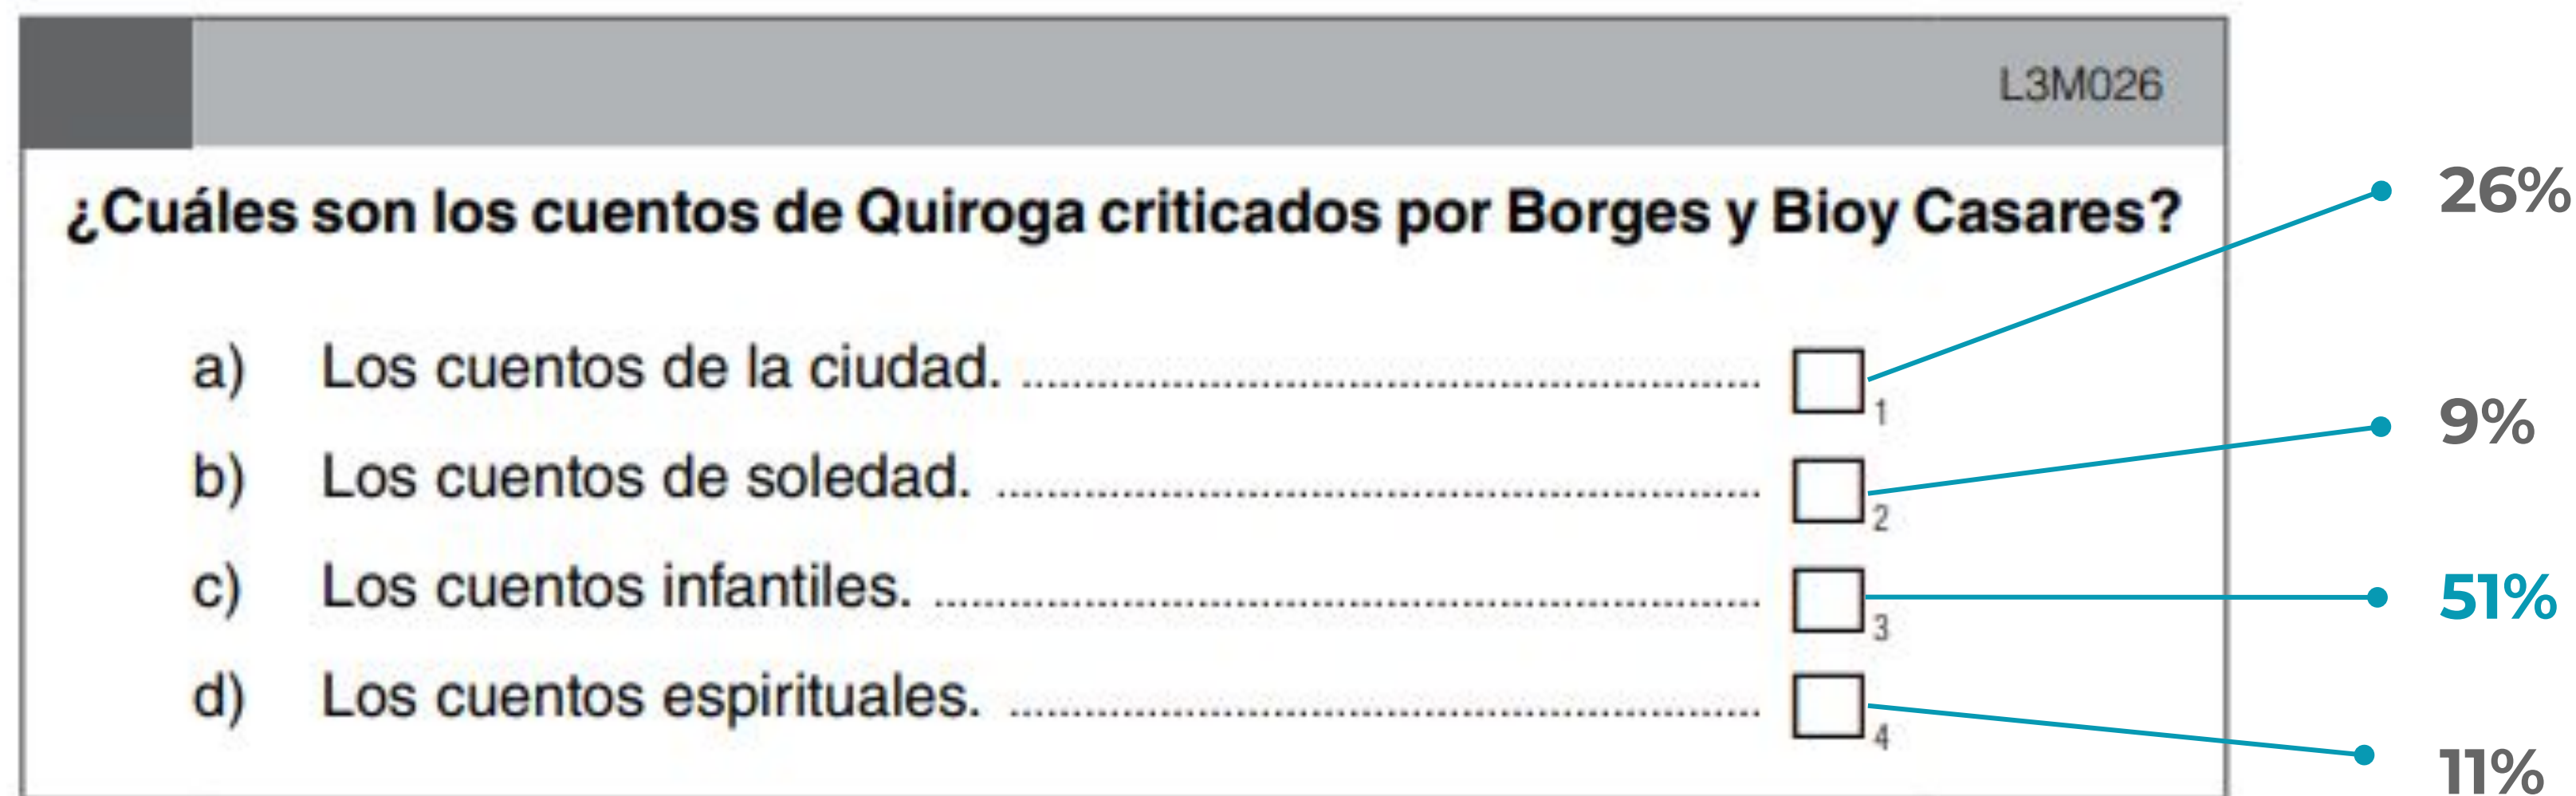 L3M026
¿Cuáles son los cuentos de Quiroga criticados por Borges y Bioy Casares?
a) Los cuentos de la ciudad. 1 26%
b) Los cuentos de soledad. 2 9%
c) Los cuentos infantiles. 3 51%
d) Los cuentos espirituales. 4 11%